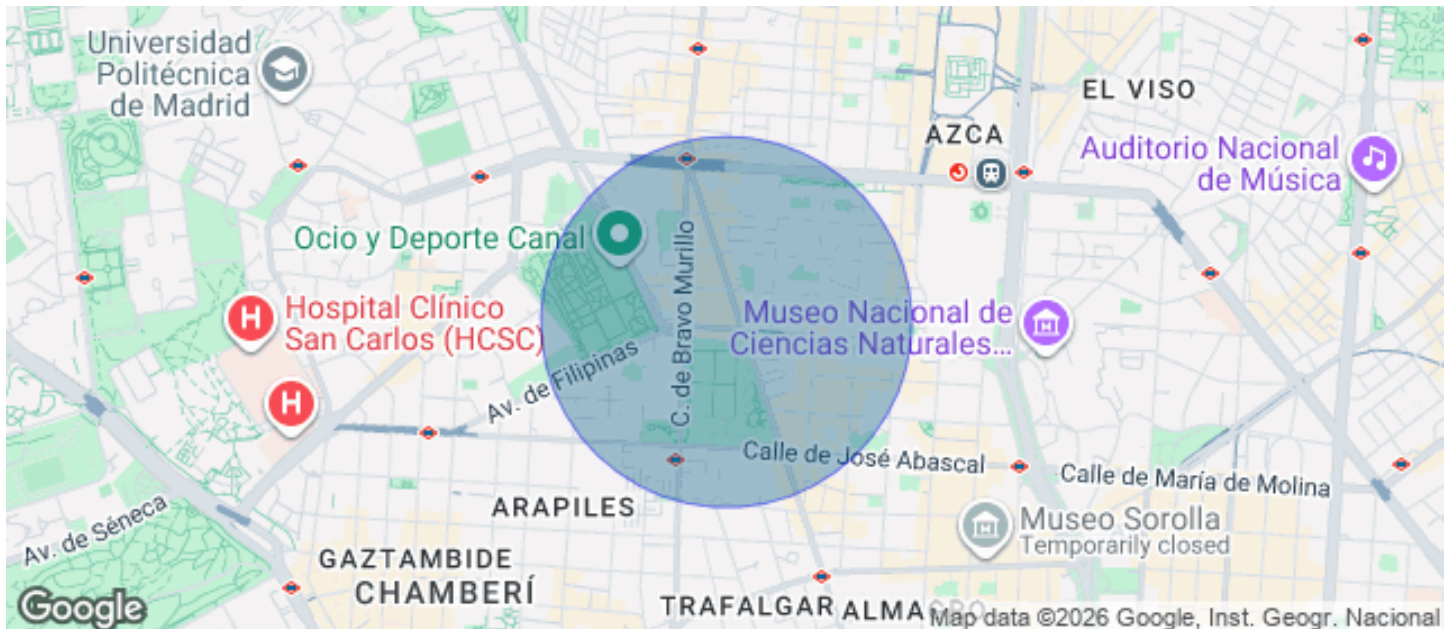 Universidad
Politécnica
de Madrid
EL VISO
AZCA
Auditorio Nacional
de Música
Ocio y Deporte Canal
C. de Bravo Murillo
Hospital Clínico
San Carlos (HCSC)
H
Museo Nacional de
Ciencias Naturales...
Av. de Filipinas
H
Calle de José Abascal
Calle de María de Molina
ARAPILES
Av. de Séneca
Museo Sorolla
Temporarily closed
GAZTAMBIDE
CHAMBERÍ
TRAFALGAR
ALMAGRO
Google
Map data ©2026 Google, Inst. Geogr. Nacional